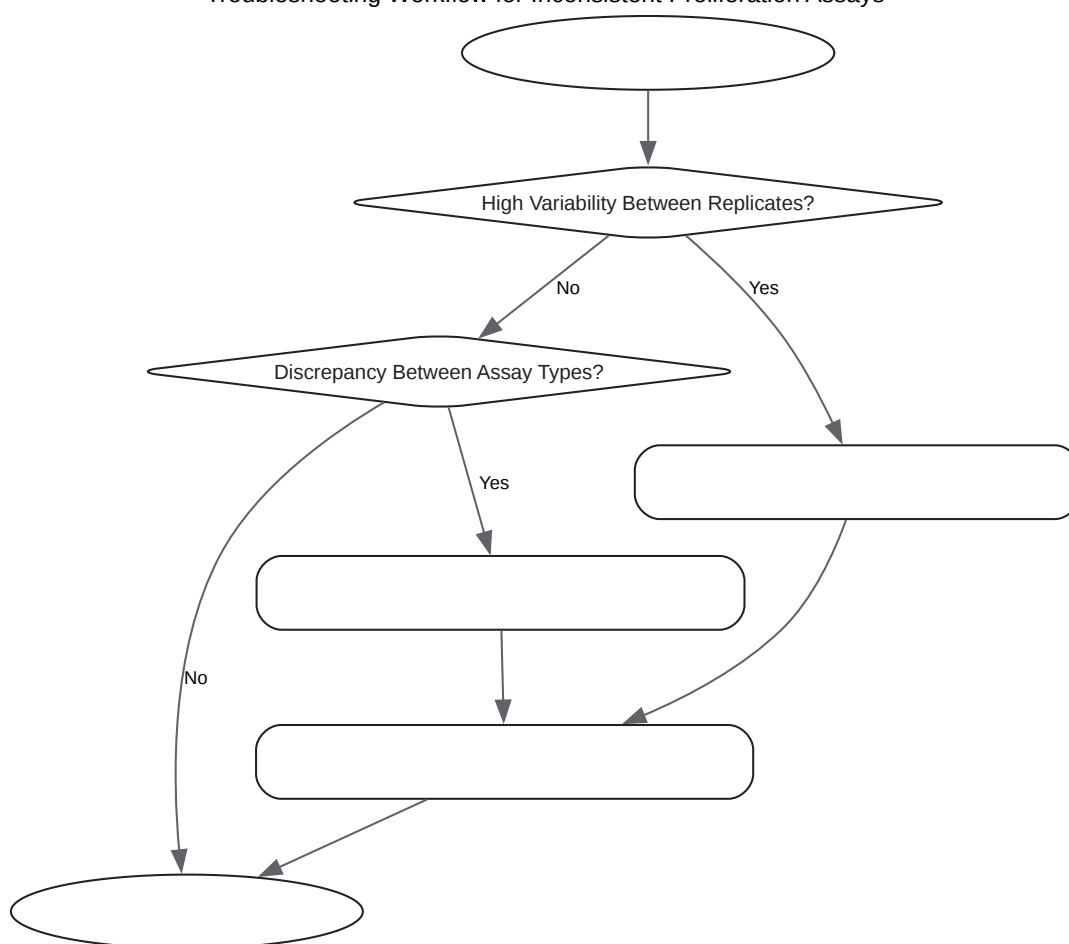 Troubleshooting Workflow for Inconsistent Proliferation Assays
High Variability Between Replicates?
No
Yes
Discrepancy Between Assay Types?
Yes
No